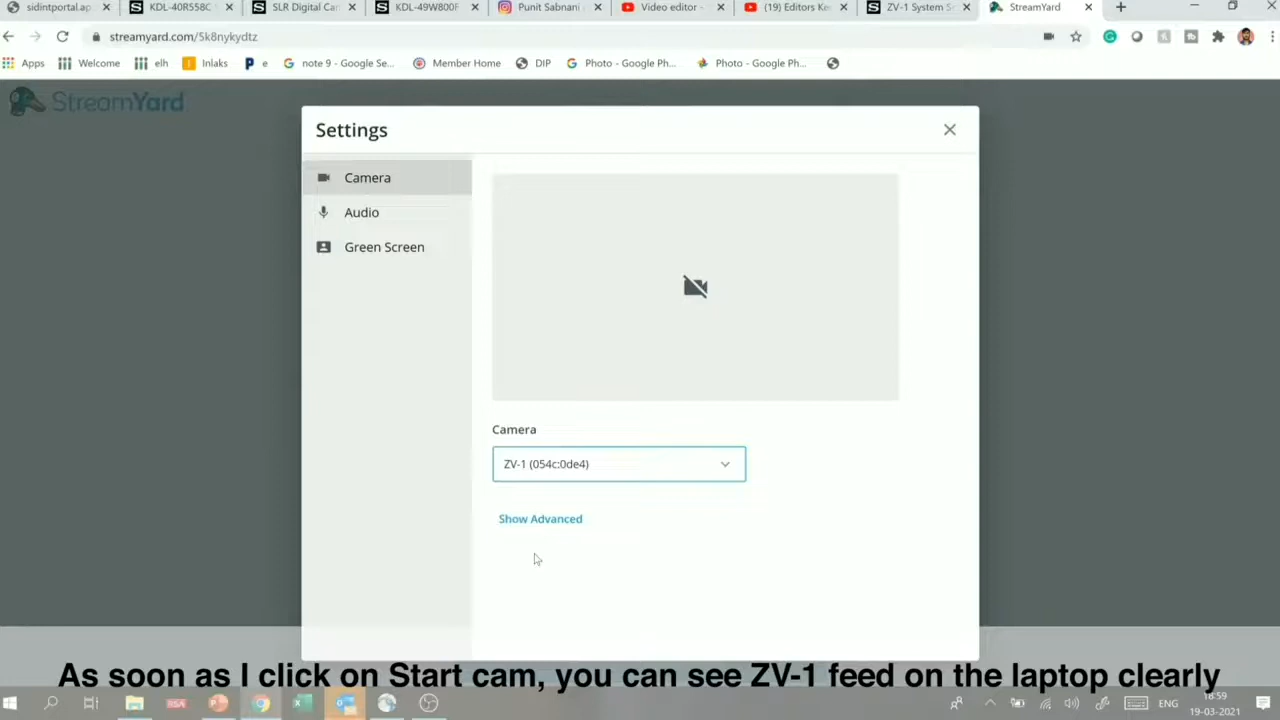 sidintportal.ap
KDL-40R558C
SLR Digital Car
KDL-49W800F
Punit Sabnani
Video editor -
(19) Editors Ke
ZV-1 System S
StreamYard
streamyard.com/5k8nykydtz
Apps
Welcome
elh
Inlaks
e
note 9 - Google Se...
Member Home
DIP
Photo - Google Ph...
Photo - Google Ph...
StreamYard
Settings
Camera
Audio
Green Screen
Camera
ZV-1 (054c:0de4)
Show Advanced
As soon as I click on Start cam, you can see ZV-1 feed on the laptop clearly
ENG
18:59
19-03-2021